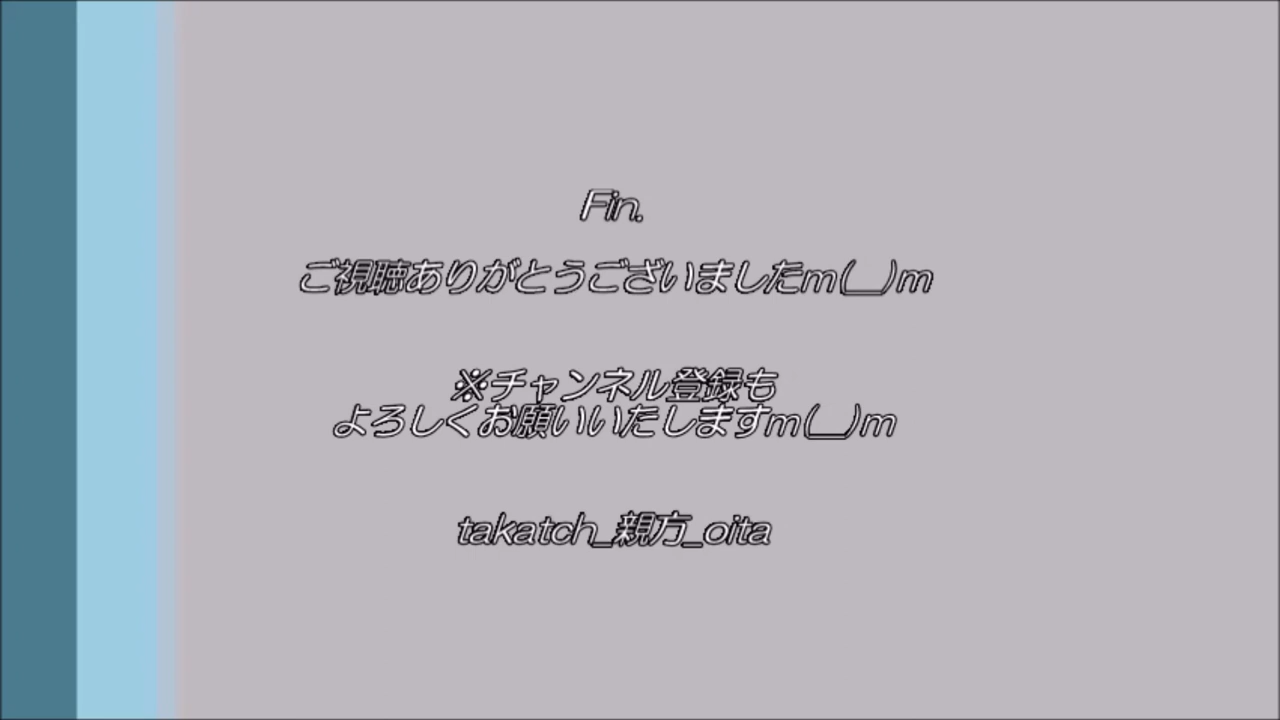 Fin.
ご視聴ありがとうございましたm(__)m
※チャンネル登録も
よろしくお願いいたしますm(__)m
takatch_親方_oita